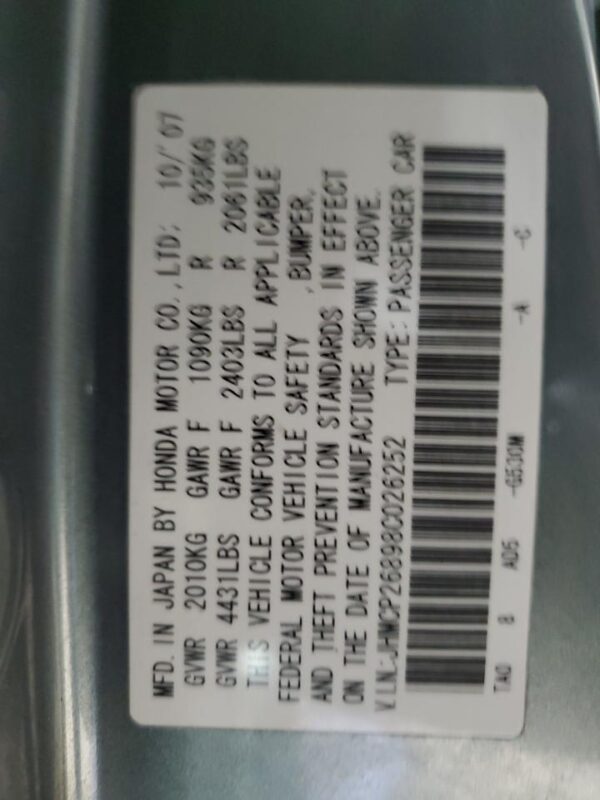 MFD. IN JAPAN BY HONDA MOTOR CO., LTD: 10/'07
GVWR 2010KG GAWR F 1090KG R 935KG
GVWR 4431LBS GAWR F 2403LBS R 2061LBS
THIS VEHICLE CONFORMS TO ALL APPLICABLE
FEDERAL MOTOR VEHICLE SAFETY ,BUMPER,
AND THEFT PREVENTION STANDARDS IN EFFECT
ON THE DATE OF MANUFACTURE SHOWN ABOVE.
V.I.N.:JHMCP26898C026252 TYPE: PASSENGER CAR
TA0 B AD5 -G530M -A -C